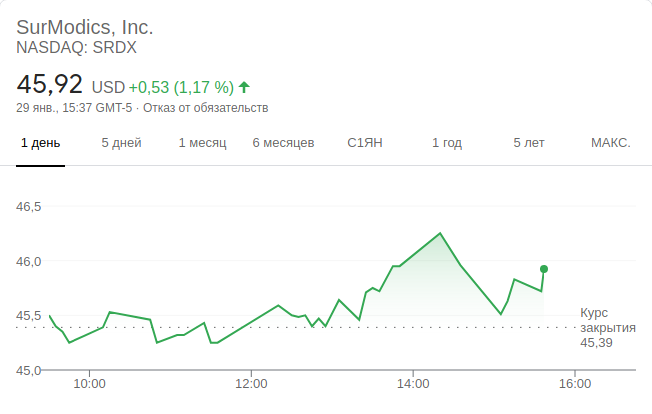 SurModics, Inc.
NASDAQ: SRDX
45,92 USD +0,53 (1,17 %)
29 янв., 15:37 GMT-5 · Отказ от обязательств
1 день 5 дней 1 месяц 6 месяцев С1ЯН 1 год 5 лет МАКС.
46,5
46,0
45,5
Курс
закрытия
45,39
45,0
10:00 12:00 14:00 16:00